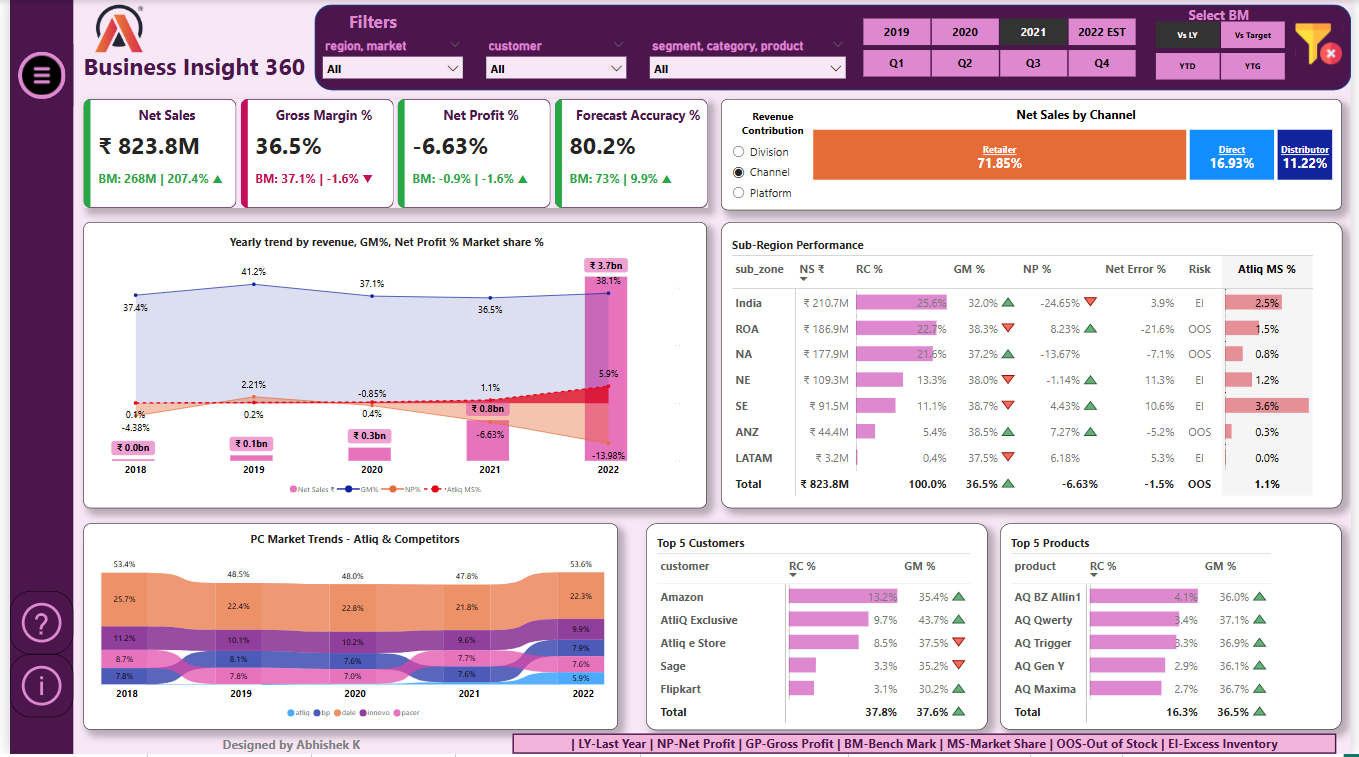 Business Insight 360
Filters
region, market
customer
segment, category, product
All
All
All
2019 2020 2021 2022 EST
Q1 Q2 Q3 Q4
Select BM
Vs LY Vs Target
YTD YTG
Net Sales
₹ 823.8M
BM: 268M | 207.4%
Gross Margin %
36.5%
BM: 37.1% | -1.6%
Net Profit %
-6.63%
BM: -0.9% | -1.6%
Forecast Accuracy %
80.2%
BM: 73% | 9.9%
Revenue
Contribution
Division
Channel
Platform
Net Sales by Channel
Retailer
71.85%
Direct
16.93%
Distributor
11.22%
Yearly trend by revenue, GM%, Net Profit % Market share %
37.4% 41.2% 37.1% 36.5% 38.1%
0.1% 0.2% 0.4% 1.1% 5.9%
-4.38% 2.21% -0.85% -6.63% -13.98%
₹ 0.0bn ₹ 0.1bn ₹ 0.3bn ₹ 0.8bn ₹ 3.7bn
2018 2019 2020 2021 2022
Net Sales ₹ GM% NP% Atliq MS%
Sub-Region Performance
sub_zone NS ₹ RC % GM % NP % Net Error % Risk Atliq MS %
India ₹ 210.7M 25.6% 32.0% -24.65% 3.9% EI 2.5%
ROA ₹ 186.9M 22.7% 38.3% 8.23% -21.6% OOS 1.5%
NA ₹ 177.9M 21.6% 37.2% -13.67% -7.1% OOS 0.8%
NE ₹ 109.3M 13.3% 38.0% -1.14% 11.3% EI 1.2%
SE ₹ 91.5M 11.1% 38.7% 4.43% 10.6% EI 3.6%
ANZ ₹ 44.4M 5.4% 38.5% 7.27% -5.2% OOS 0.3%
LATAM ₹ 3.2M 0.4% 37.5% 6.18% 5.3% EI 0.0%
Total ₹ 823.8M 100.0% 36.5% -6.63% -1.5% OOS 1.1%
PC Market Trends - Atliq & Competitors
53.4% 48.5% 48.0% 47.8% 53.6%
25.7% 22.4% 22.8% 21.8% 22.3%
11.2% 10.1% 10.2% 9.6% 9.9%
8.7% 8.1% 7.6% 7.7% 7.9%
7.8% 7.8% 7.0% 7.6% 7.6%
5.9%
2018 2019 2020 2021 2022
atliq bp dale innovo pacer
Top 5 Customers
customer RC % GM %
Amazon 13.2% 35.4%
AtliQ Exclusive 9.7% 43.7%
Atliq e Store 8.5% 37.5%
Sage 3.3% 35.2%
Flipkart 3.1% 30.2%
Total 37.8% 37.6%
Top 5 Products
product RC % GM %
AQ BZ Allin1 4.1% 36.0%
AQ Qwerty 3.4% 37.1%
AQ Trigger 3.3% 36.9%
AQ Gen Y 2.9% 36.1%
AQ Maxima 2.7% 36.7%
Total 16.3% 36.5%
Designed by Abhishek K
| LY-Last Year | NP-Net Profit | GP-Gross Profit | BM-Bench Mark | MS-Market Share | OOS-Out of Stock | EI-Excess Inventory